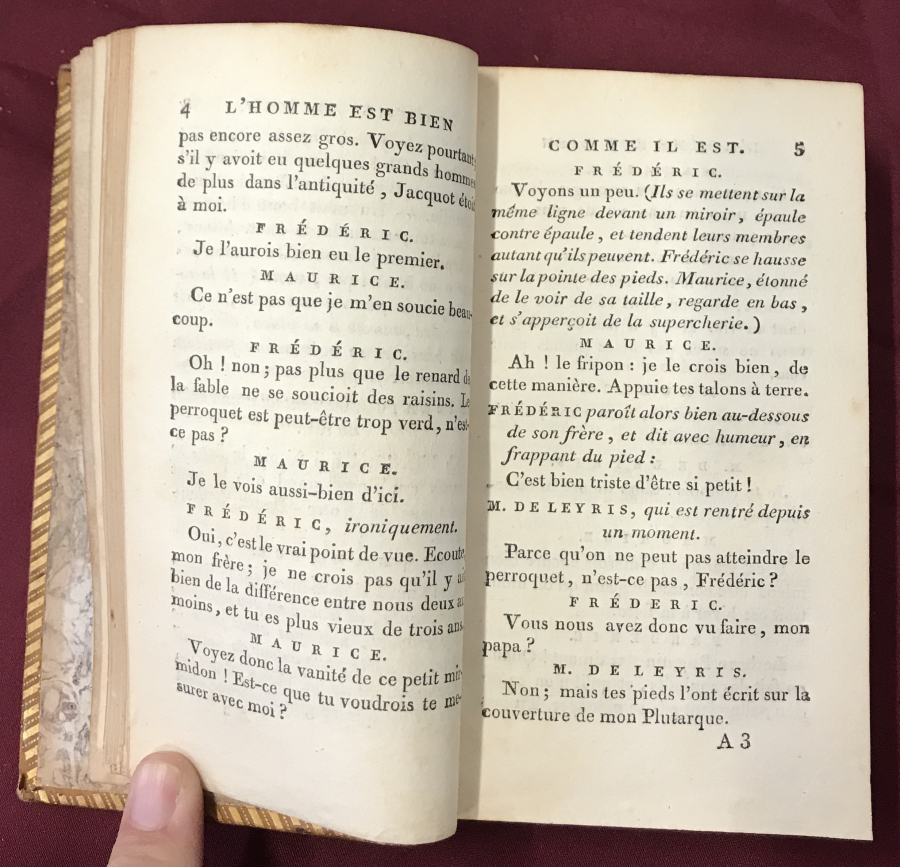 4 L'HOMME EST BIEN
pas encore assez gros. Voyez pourtant:
s'il y avoit eu quelques grands hommes
de plus dans l'antiquité, Jacquot étoit
à moi.
FRÉDÉRIC.
Je l'aurois bien eu le premier.
MAURICE.
Ce n'est pas que je m'en soucie beau-
coup.
FRÉDÉRIC.
Oh ! non ; pas plus que le renard de
la fable ne se soucioit des raisins. Le
perroquet est peut-être trop verd, n'est-
ce pas ?
MAURICE.
Je le vois aussi-bien d'ici.
FRÉDÉRIC, ironiquement.
Oui, c'est le vrai point de vue. Ecoute,
mon frère ; je ne crois pas qu'il y ait
bien de la différence entre nous deux au
moins, et tu es plus vieux de trois ans.
MAURICE.
Voyez donc la vanité de ce petit mir-
midon ! Est-ce que tu voudrois te me-
surer avec moi ?
COMME IL EST. 5
FRÉDÉRIC.
Voyons un peu. (Ils se mettent sur la
même ligne devant un miroir, épaule
contre épaule, et tendent leurs membres
autant qu'ils peuvent. Frédéric se hausse
sur la pointe des pieds. Maurice, étonné
de le voir de sa taille, regarde en bas,
et s'apperçoit de la supercherie.)
MAURICE.
Ah ! le fripon : je le crois bien, de
cette manière. Appuie tes talons à terre.
FRÉDÉRIC paroît alors bien au-dessous
de son frère, et dit avec humeur, en
frappant du pied :
C'est bien triste d'être si petit !
M. DE LEYRIS, qui est rentré depuis
un moment.
Parce qu'on ne peut pas atteindre le
perroquet, n'est-ce pas, Frédéric ?
FRÉDERIC.
Vous nous avez donc vu faire, mon
papa ?
M. DE LEYRIS.
Non ; mais tes pieds l'ont écrit sur la
couverture de mon Plutarque.
A 3